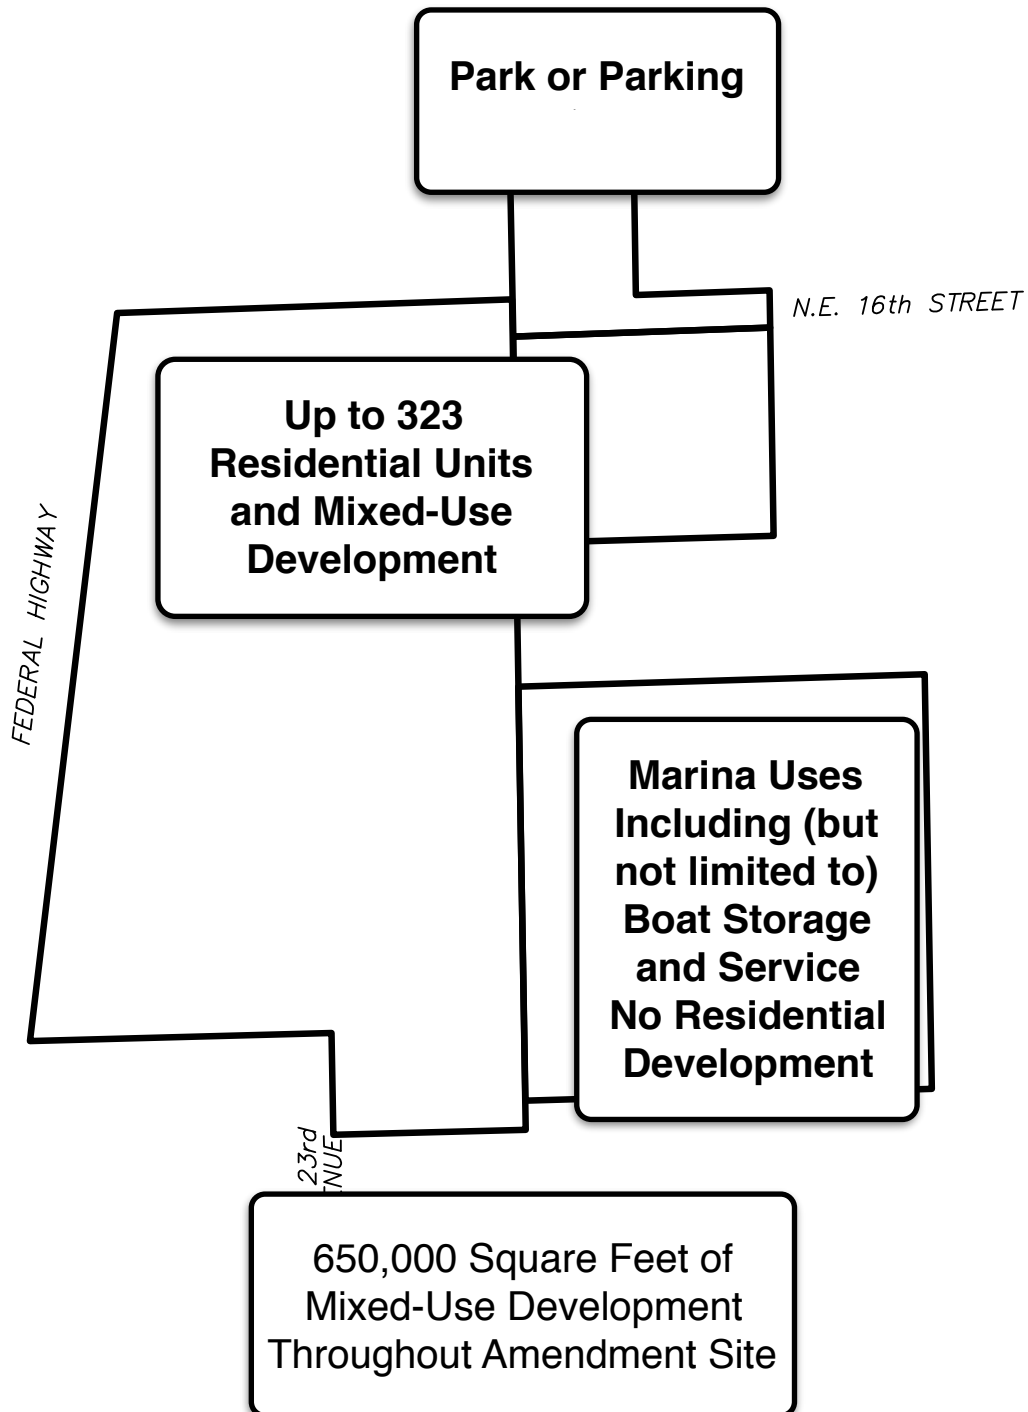 Park or Parking
N.E. 16th STREET
Up to 323
Residential Units
and Mixed-Use
Development
FEDERAL HIGHWAY
Marina Uses
Including (but
not limited to)
Boat Storage
and Service
No Residential
Development
23rd
650,000 Square Feet of
Mixed-Use Development
Throughout Amendment Site